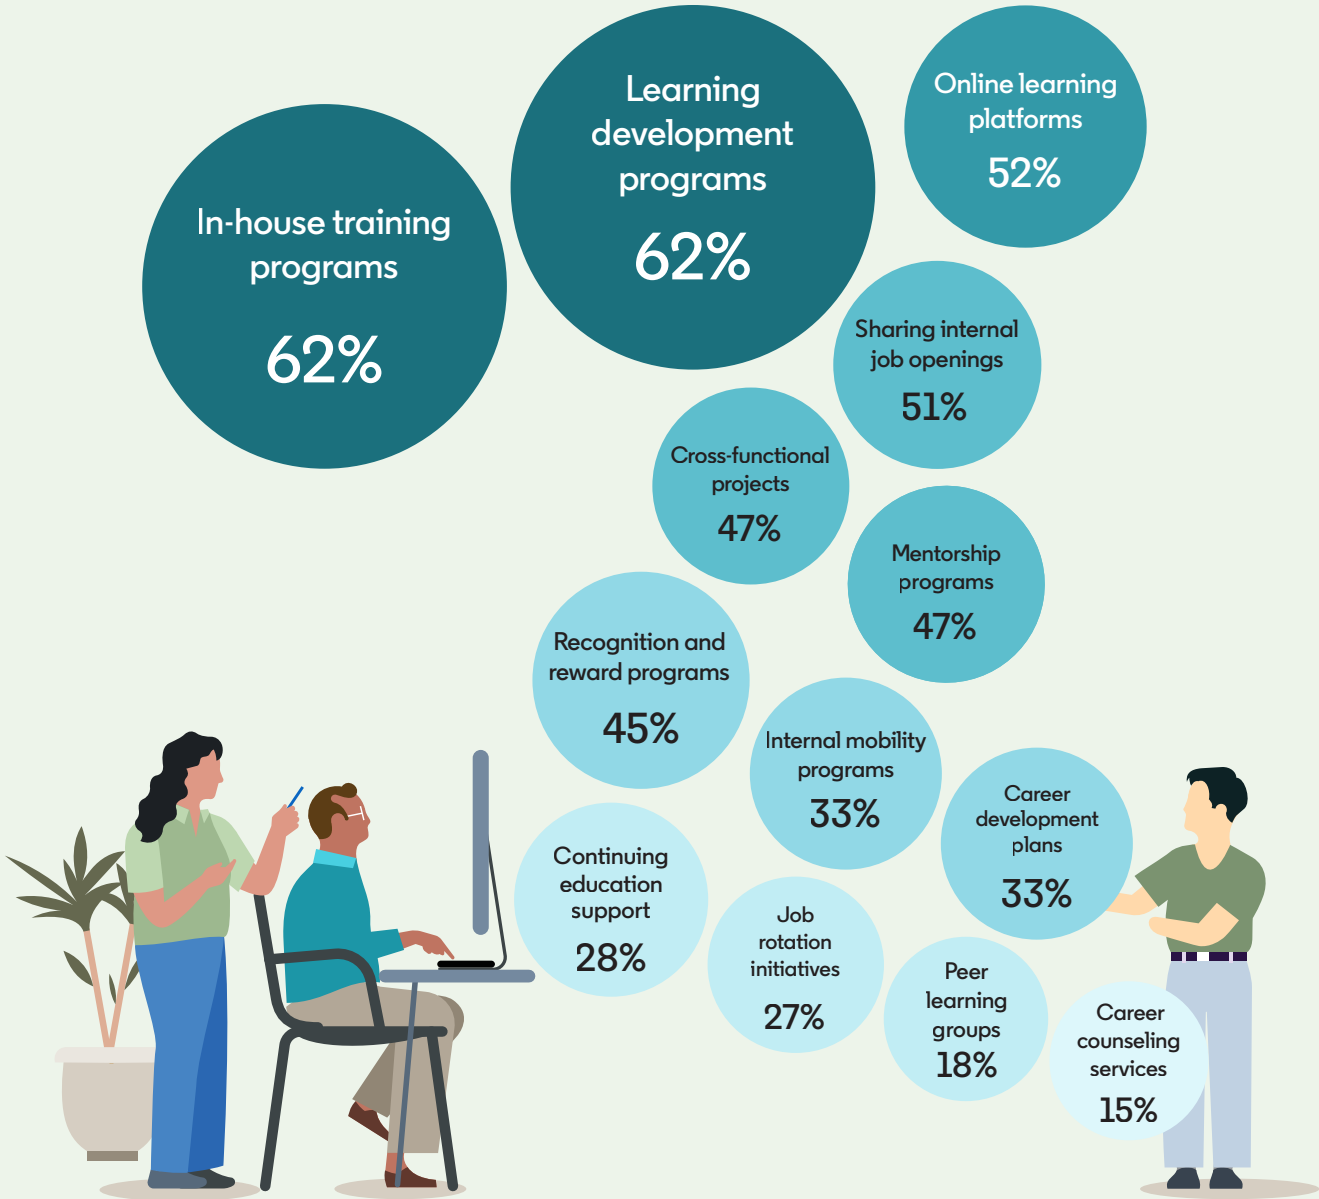 In-house training
programs
62%
Learning
development
programs
62%
Online learning
platforms
52%
Sharing internal
job openings
51%
Cross-functional
projects
47%
Mentorship
programs
47%
Recognition and
reward programs
45%
Internal mobility
programs
33%
Career
development
plans
33%
Continuing
education
support
28%
Job
rotation
initiatives
27%
Peer
learning
groups
18%
Career
counseling
services
15%